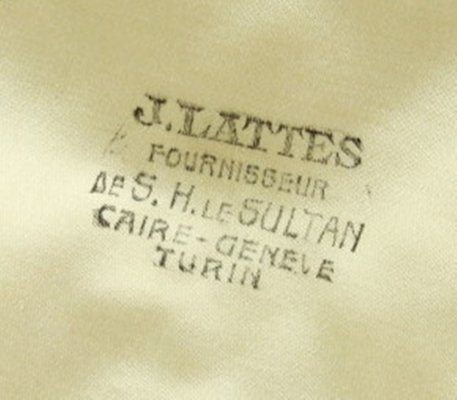 J. LATTES
FOURNISSEUR
DE S. H. LE SULTAN
CAIRE - GENEVE
TURIN